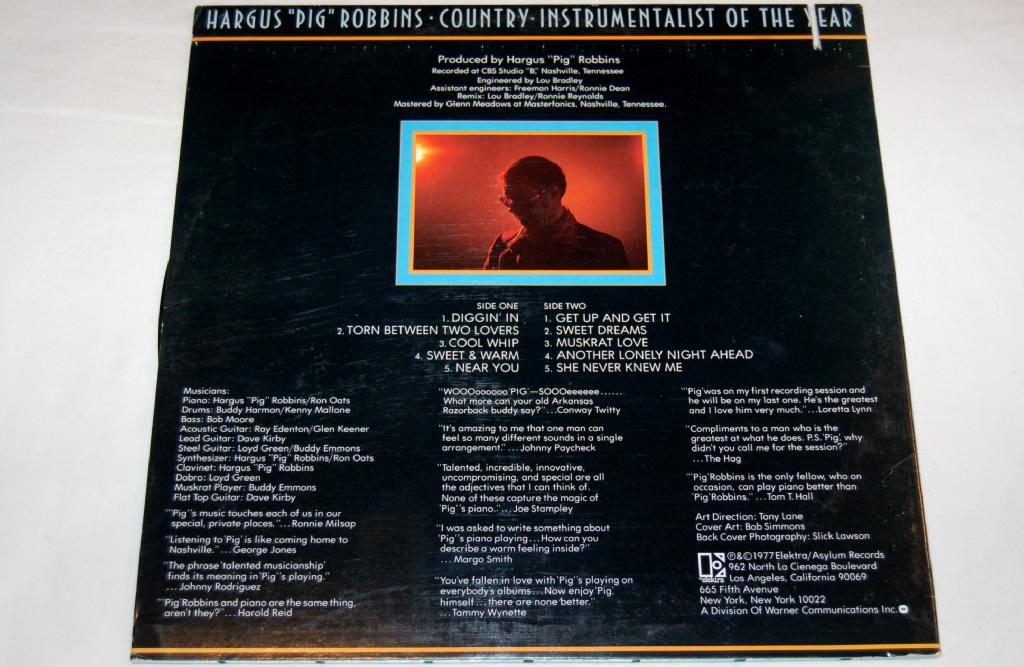 HARGUS "PIG" ROBBINS · COUNTRY INSTRUMENTALIST OF THE YEAR
Produced by Hargus "Pig" Robbins
Recorded at CBS Studio "B," Nashville, Tennessee
Engineered by Lou Bradley
Assistant engineers: Freeman Harris/Ronnie Dean
Remix: Lou Bradley/Ronnie Reynolds
Mastered by Glenn Meadows at Masterfonics, Nashville, Tennessee.
SIDE ONE
1. DIGGIN' IN
2. TORN BETWEEN TWO LOVERS
3. COOL WHIP
4. SWEET & WARM
5. NEAR YOU
SIDE TWO
1. GET UP AND GET IT
2. SWEET DREAMS
3. MUSKRAT LOVE
4. ANOTHER LONELY NIGHT AHEAD
5. SHE NEVER KNEW ME
Musicians:
Piano: Hargus "Pig" Robbins/Ron Oats
Drums: Buddy Harmon/Kenny Mallone
Bass: Bob Moore
Acoustic Guitar: Ray Edenton/Glen Keener
Lead Guitar: Dave Kirby
Steel Guitar: Loyd Green/Buddy Emmons
Synthesizer: Hargus "Pig" Robbins/Ron Oats
Clavinet: Hargus "Pig" Robbins
Dobro: Loyd Green
Muskrat Player: Buddy Emmons
Flat Top Guitar: Dave Kirby
"'Pig''s music touches each of us in our
special, private places."...Ronnie Milsap
"Listening to 'Pig' is like coming home to
Nashville."...George Jones
"The phrase 'talented musicianship'
finds its meaning in 'Pig''s playing."
...Johnny Rodriguez
"'Pig' Robbins and piano are the same thing,
aren't they?"...Harold Reid
"WOOOooooooo 'PIG'—SOOOeeeeee......
What more can your old Arkansas
Razorback buddy say?"...Conway Twitty
"It's amazing to me that one man can
feel so many different sounds in a single
arrangement."...Johnny Paycheck
"Talented, incredible, innovative,
uncompromising, and special are all
the adjectives that I can think of.
None of these capture the magic of
'Pig''s piano."...Joe Stampley
"I was asked to write something about
'Pig''s piano playing...How can you
describe a warm feeling inside?"
...Margo Smith
"You've fallen in love with 'Pig''s playing on
everybody's albums...Now enjoy 'Pig,'
himself...there are none better."
...Tammy Wynette
"'Pig' was on my first recording session and
he will be on my last one. He's the greatest
and I love him very much."...Loretta Lynn
"Compliments to a man who is the
greatest at what he does. P.S. 'Pig', why
didn't you call me for the session?"
...The Hag
"'Pig' Robbins is the only fellow, who on
occasion, can play piano better than
'Pig' Robbins."...Tom T. Hall
Art Direction: Tony Lane
Cover Art: Bob Simmons
Back Cover Photography: Slick Lawson
elektra
℗&©1977 Elektra/Asylum Records
962 North La Cienega Boulevard
Los Angeles, California 90069
665 Fifth Avenue
New York, New York 10022
A Division Of Warner Communications Inc.